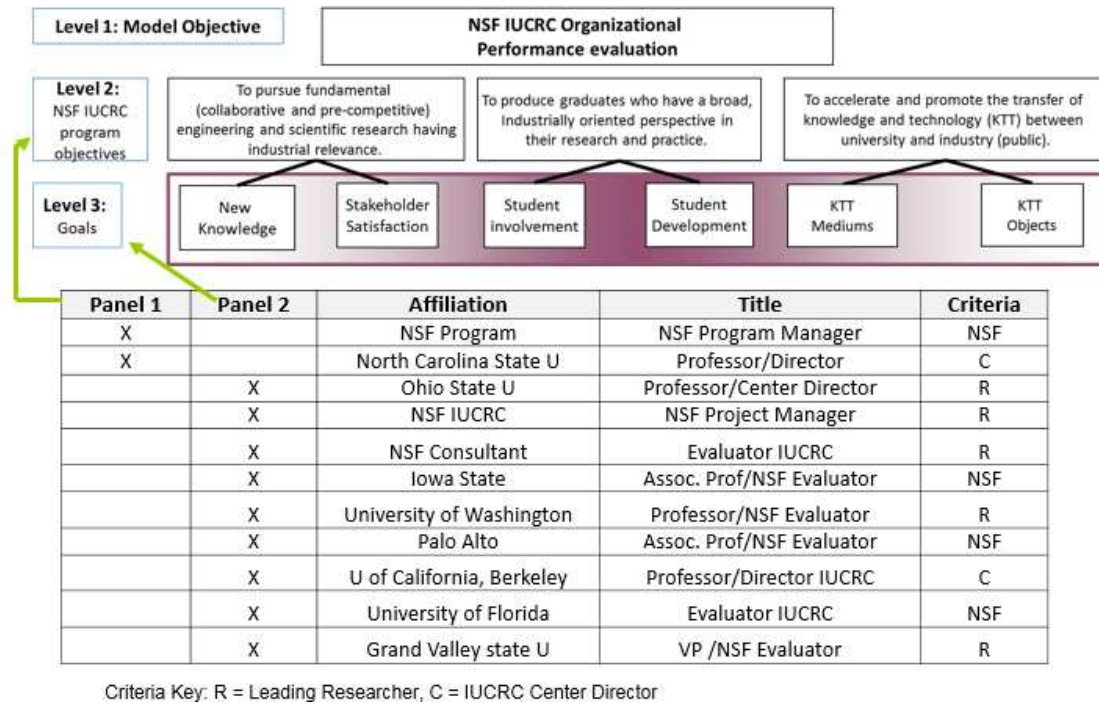 Level 1: Model Objective
NSF IUCRC Organizational
Performance evaluation
Level 2:
NSF IUCRC
program
objectives
To pursue fundamental
(collaborative and pre-competitive)
engineering and scientific research having
industrial relevance.
To produce graduates who have a broad,
Industrially oriented perspective in
their research and practice.
To accelerate and promote the transfer of
knowledge and technology (KTT) between
university and industry (public).
Level 3:
Goals
New
Knowledge
Stakeholder
Satisfaction
Student
involvement
Student
Development
KTT
Mediums
KTT
Objects
Panel 1 Panel 2 Affiliation Title Criteria
X NSF Program NSF Program Manager NSF
X North Carolina State U Professor/Director C
X Ohio State U Professor/Center Director R
X NSF IUCRC NSF Project Manager R
X NSF Consultant Evaluator IUCRC R
X Iowa State Assoc. Prof/NSF Evaluator NSF
X University of Washington Professor/NSF Evaluator R
X Palo Alto Assoc. Prof/NSF Evaluator NSF
X U of California, Berkeley Professor/Director IUCRC C
X University of Florida Evaluator IUCRC NSF
X Grand Valley state U VP /NSF Evaluator R
Criteria Key: R = Leading Researcher, C = IUCRC Center Director